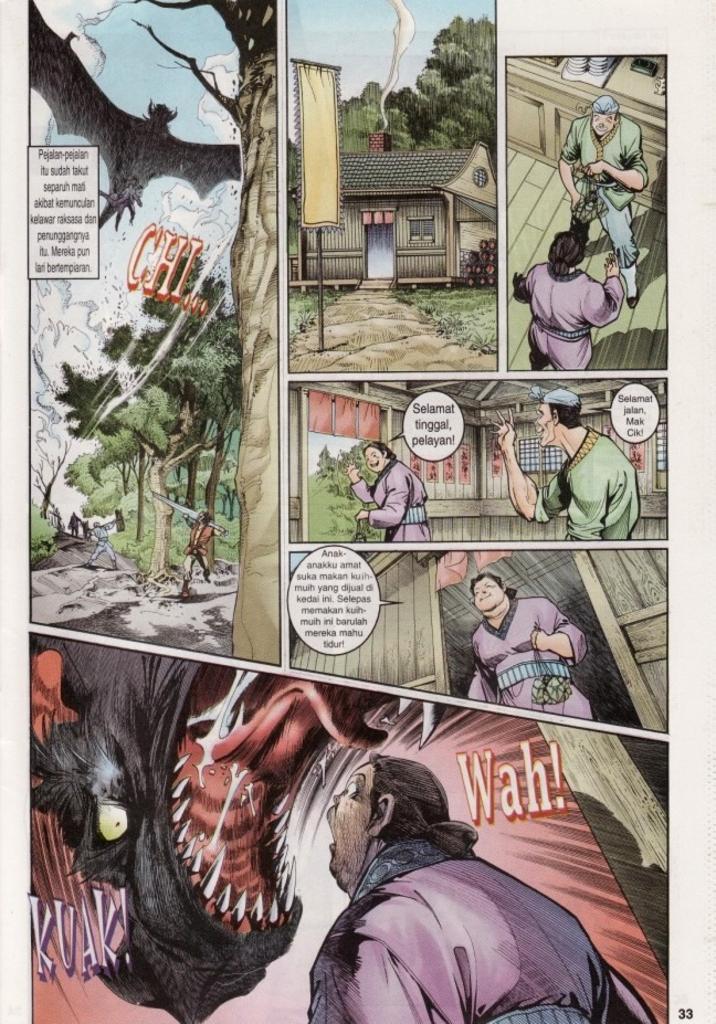 Pejalan-pejalan
itu sudah takut
separuh mati
akibat kemunculan
kelawar raksasa dan
penunggangnya
itu. Mereka pun
lari bertempiaran.
CHI...
Selamat
tinggal,
pelayan!
Selamat
jalan,
Mak
Cik!
Anak-
anakku amat
suka makan kuih-
muih yang dijual di
kedai ini. Selepas
memakan kuih-
muih ini barulah
mereka mahu
tidur!
Wah!
KUAK!
33